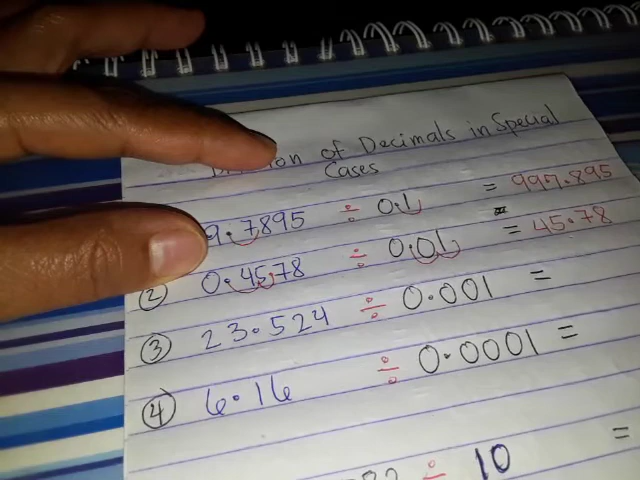 of Decimals in Special
Cases
9.7895 ÷ 0.1 = 997.895
② 0.4578 ÷ 0.01 = 45.78
③ 23.524 ÷ 0.001 =
④ 6.16 ÷ 0.0001 =
÷ 10 =